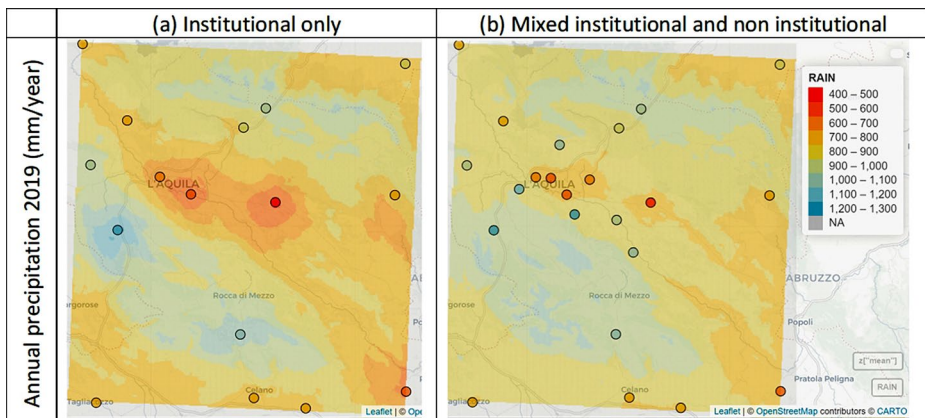 (a) Institutional only
(b) Mixed institutional and non institutional
Annual precipitation 2019 (mm/year)
L'AQUILA
Rocca di Mezzo
argorose
Celano
Tagliacozzo
Leaflet | © Ope
L'AQUILA
Rocca di Mezzo
Celano
RAIN
400 – 500
500 – 600
600 – 700
700 – 800
800 – 900
900 – 1,000
1,000 – 1,100
1,100 – 1,200
1,200 – 1,300
NA
ABRUZZO
Popoli
Pratola Peligna
z["mean"]
RAIN
Leaflet | © OpenStreetMap contributors © CARTO